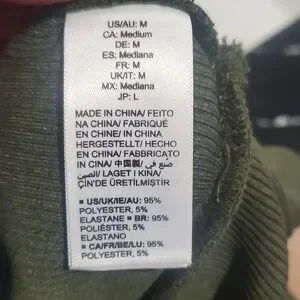 US/AU: M
CA: Medium
DE: M
ES: Mediana
FR: M
UK/IT: M
MX: Mediana
JP: L
MADE IN CHINA/ FEITO
NA CHINA/ FABRIQUÉ
EN CHINE/ IN CHINA
HERGESTELLT/ HECHO
EN CHINA/ FABBRICATO
IN CINA/ 中国製/ صنع في
الصين/ LAGET I KINA/
ÇİN'DE ÜRETİLMİŞTİR
■ US/UK/IE/AU: 95%
POLYESTER, 5%
ELASTANE ■ BR: 95%
POLIÉSTER, 5%
ELASTANO
■ CA/FR/BE/LU: 95%
POLYESTER, 5%